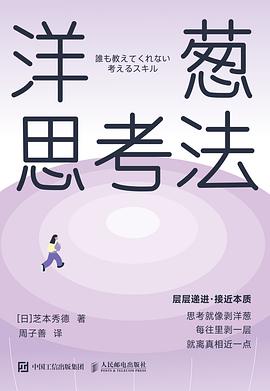 洋葱
誰も教えてくれない
考えるスキル
思考法
层层递进·接近本质
思考就像剥洋葱
每往里剥一层
就离真相近一点
[日]芝本秀德 著
周子善 译
中国工信出版集团
人民邮电出版社
POSTS & TELECOM PRESS